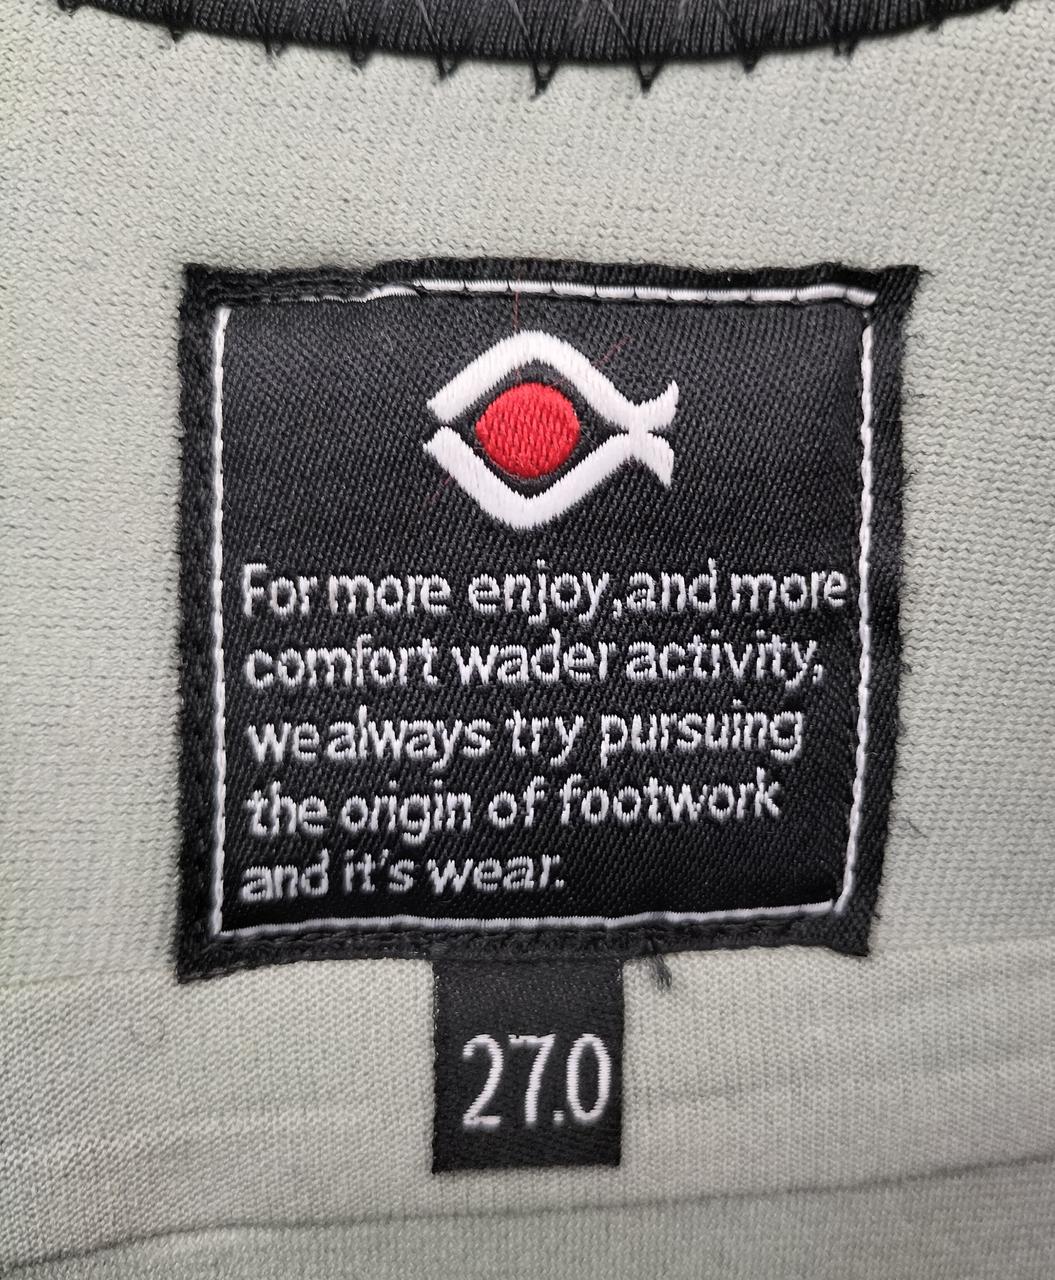 For more enjoy,and more
comfort wader activity,
we always try pursuing
the origin of footwork
and it's wear.
27.0